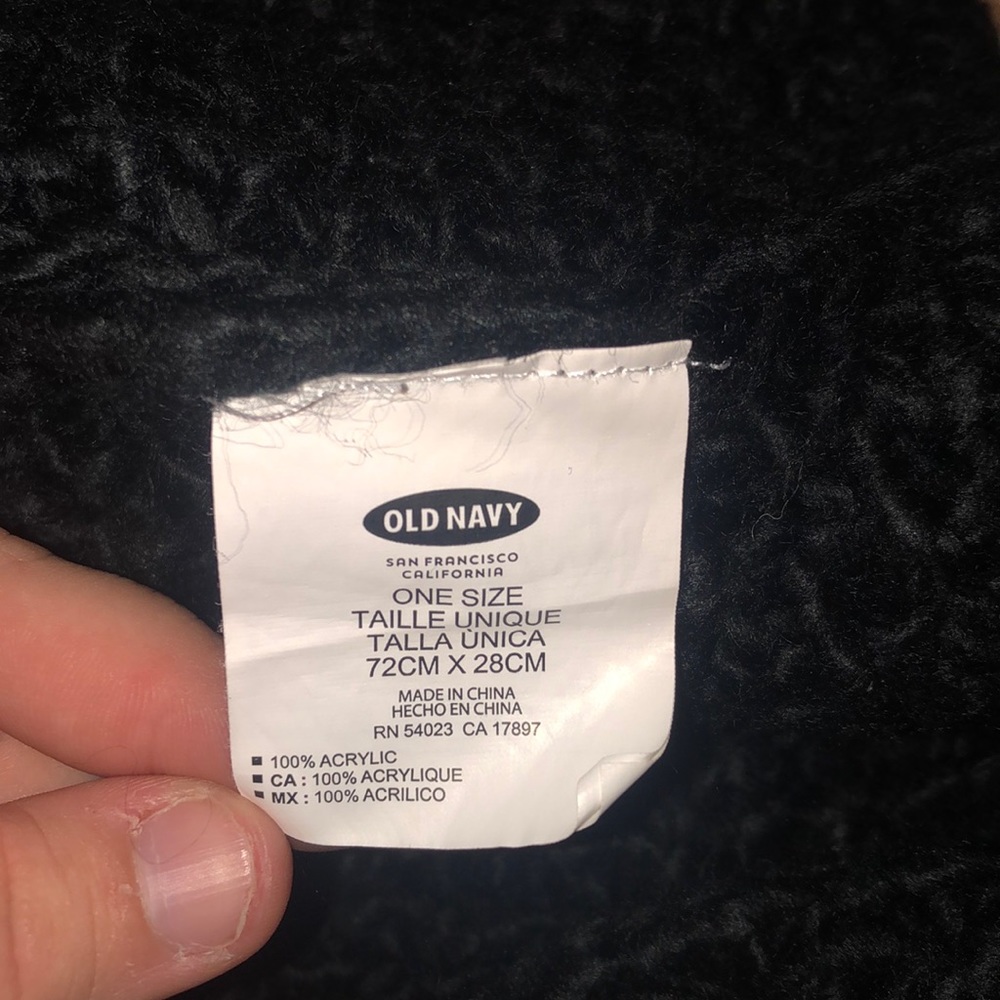 OLD NAVY
SAN FRANCISCO
CALIFORNIA
ONE SIZE
TAILLE UNIQUE
TALLA ÙNICA
72CM X 28CM
MADE IN CHINA
HECHO EN CHINA
RN 54023 CA 17897
▪ 100% ACRYLIC
▪ CA : 100% ACRYLIQUE
▪ MX : 100% ACRILICO